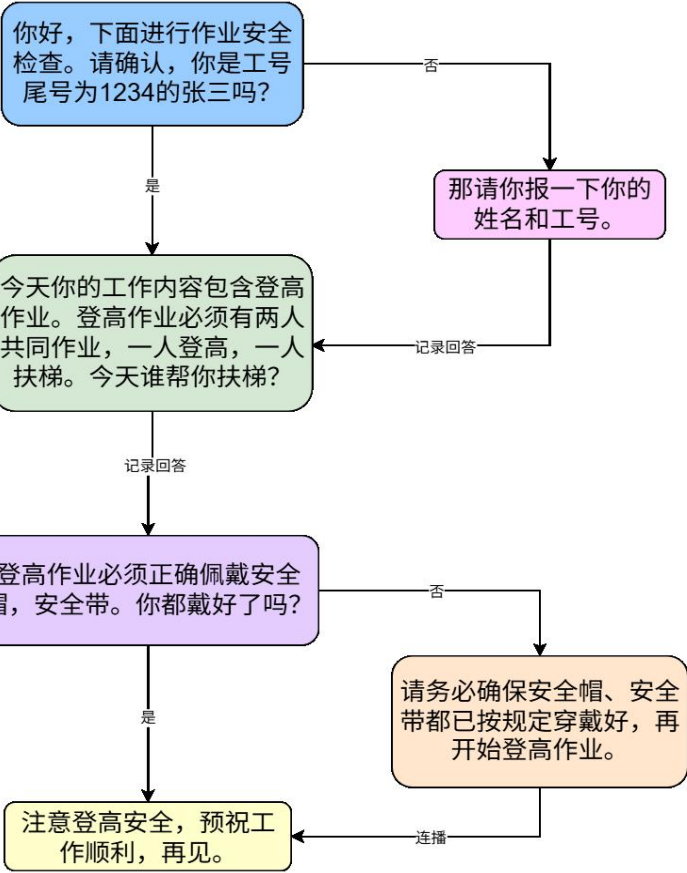 你好，下面进行作业安全
检查。请确认，你是工号
尾号为1234的张三吗？
否
是
那请你报一下你的
姓名和工号。
今天你的工作内容包含登高
作业。登高作业必须有两人
共同作业，一人登高，一人
扶梯。今天谁帮你扶梯？
记录回答
记录回答
登高作业必须正确佩戴安全
帽，安全带。你都戴好了吗？
否
是
请务必确保安全帽、安全
带都已按规定穿戴好，再
开始登高作业。
注意登高安全，预祝工
作顺利，再见。
连播